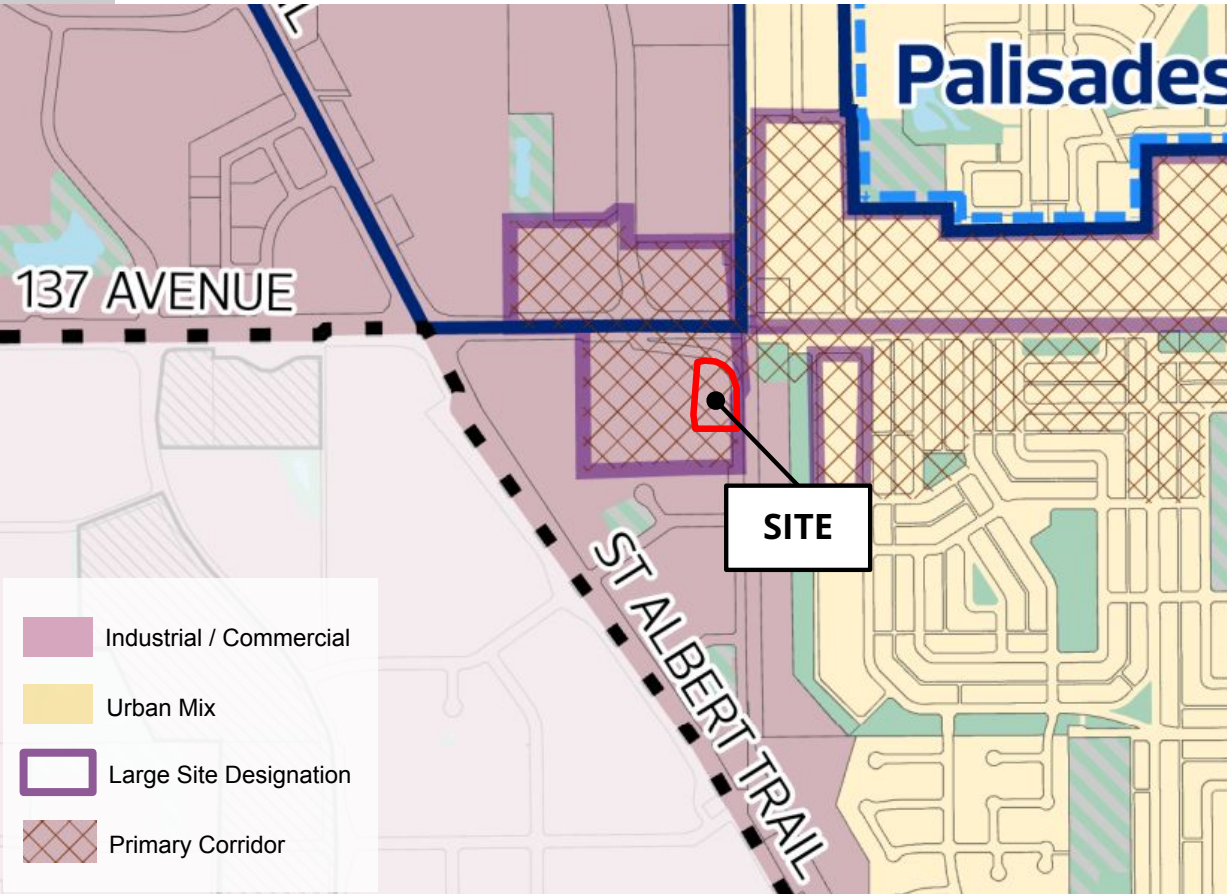 Palisades
137 AVENUE
SITE
ST ALBERT TRAIL
Industrial / Commercial
Urban Mix
Large Site Designation
Primary Corridor